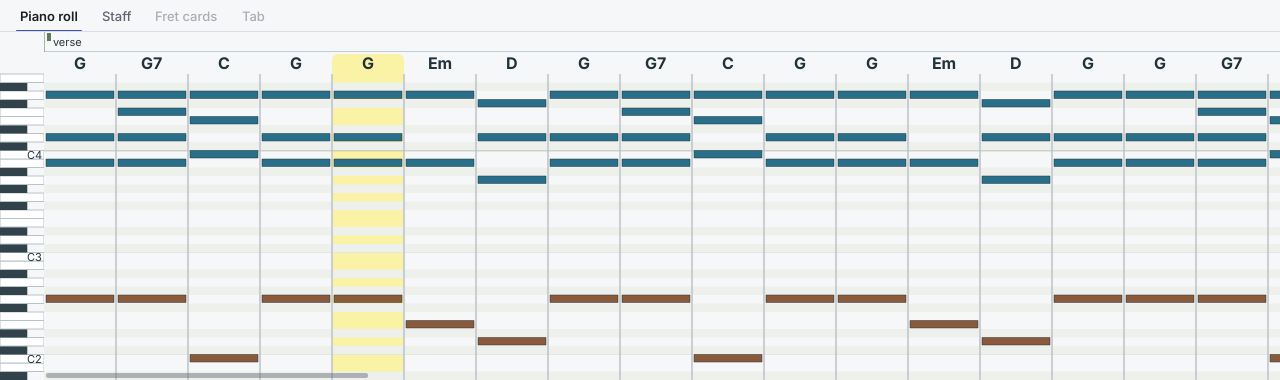 Piano roll Staff Fret cards Tab
verse
G G7 C G G Em D G G7 C G G Em D G G G7
C4
C3
C2